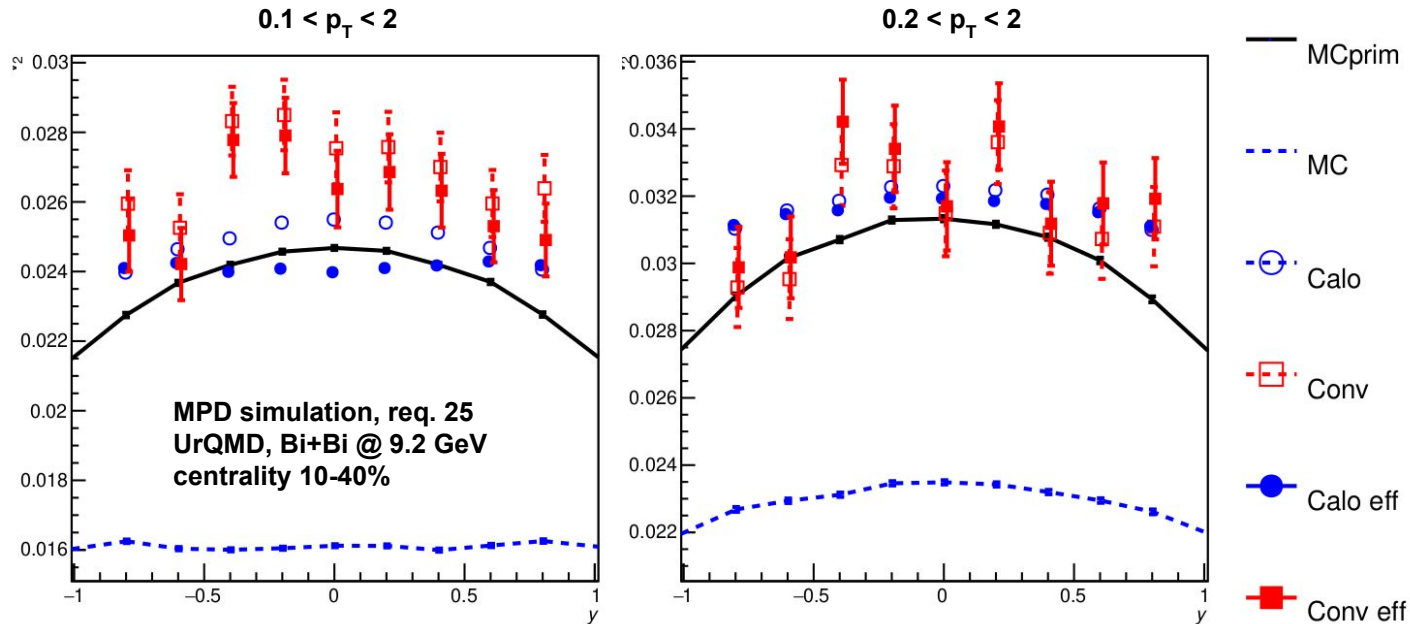 0.1 < p_T < 2
0.2 < p_T < 2
0.03
0.028
0.026
0.024
0.022
0.02
0.018
0.016
−1
−0.5
0
0.5
1
y
MPD simulation, req. 25
UrQMD, Bi+Bi @ 9.2 GeV
centrality 10-40%
0.036
0.034
0.032
0.03
0.028
0.026
0.024
0.022
−1
−0.5
0
0.5
1
y
MCprim
MC
Calo
Conv
Calo eff
Conv eff